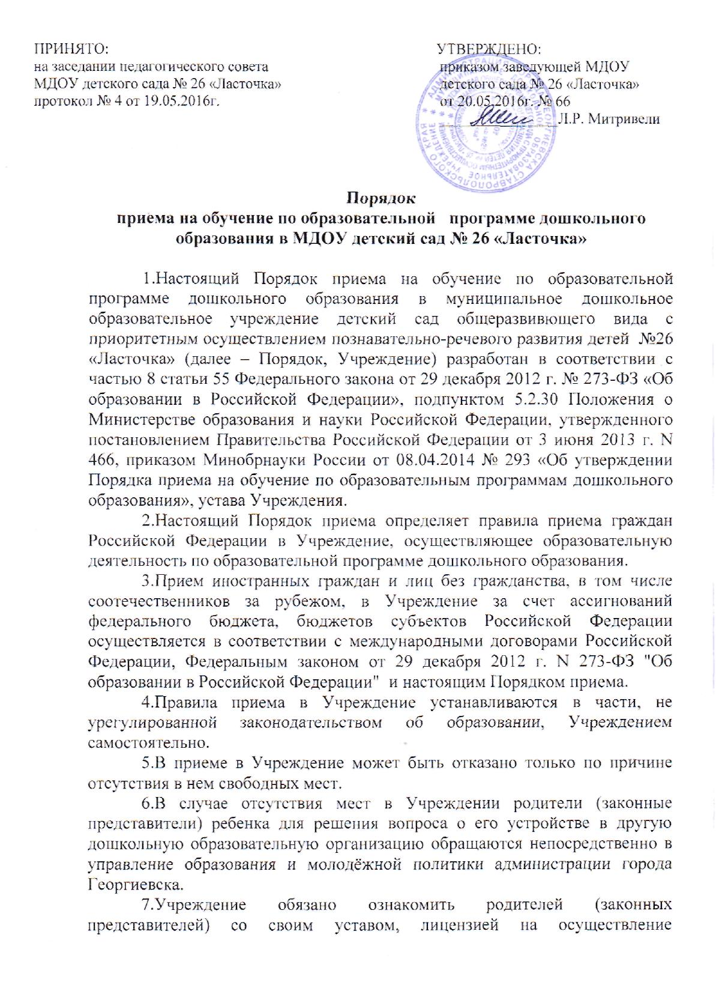 ПРИНЯТО:
на заседании педагогического совета
МДОУ детского сада № 26 «Ласточка»
протокол № 4 от 19.05.2016г.
УТВЕРЖДЕНО:
приказом заведующей МДОУ
детского сада № 26 «Ласточка»
от 20.05.2016г. № 66
Л.Р. Митривели
Порядок
приема на обучение по образовательной программе дошкольного
образования в МДОУ детский сад № 26 «Ласточка»
1.Настоящий Порядок приема на обучение по образовательной
программе дошкольного образования в муниципальное дошкольное
образовательное учреждение детский сад общеразвивющего вида с
приоритетным осуществлением познавательно-речевого развития детей №26
«Ласточка» (далее – Порядок, Учреждение) разработан в соответствии с
частью 8 статьи 55 Федерального закона от 29 декабря 2012 г. № 273-ФЗ «Об
образовании в Российской Федерации», подпунктом 5.2.30 Положения о
Министерстве образования и науки Российской Федерации, утвержденного
постановлением Правительства Российской Федерации от 3 июня 2013 г. N
466, приказом Минобрнауки России от 08.04.2014 № 293 «Об утверждении
Порядка приема на обучение по образовательным программам дошкольного
образования», устава Учреждения.
2.Настоящий Порядок приема определяет правила приема граждан
Российской Федерации в Учреждение, осуществляющее образовательную
деятельность по образовательной программе дошкольного образования.
3.Прием иностранных граждан и лиц без гражданства, в том числе
соотечественников за рубежом, в Учреждение за счет ассигнований
федерального бюджета, бюджетов субъектов Российской Федерации
осуществляется в соответствии с международными договорами Российской
Федерации, Федеральным законом от 29 декабря 2012 г. N 273-ФЗ "Об
образовании в Российской Федерации" и настоящим Порядком приема.
4.Правила приема в Учреждение устанавливаются в части, не
урегулированной законодательством об образовании, Учреждением
самостоятельно.
5.В приеме в Учреждение может быть отказано только по причине
отсутствия в нем свободных мест.
6.В случае отсутствия мест в Учреждении родители (законные
представители) ребенка для решения вопроса о его устройстве в другую
дошкольную образовательную организацию обращаются непосредственно в
управление образования и молодёжной политики администрации города
Георгиевска.
7.Учреждение обязано ознакомить родителей (законных
представителей) со своим уставом, лицензией на осуществление